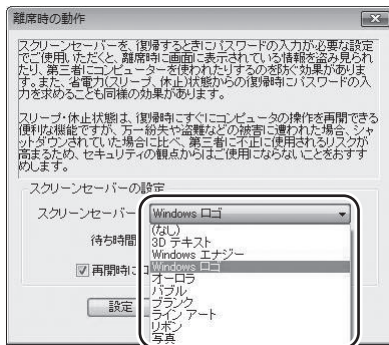 離席時の動作
スクリーンセーバーを、復帰するときにパスワードの入力が必要な設定
でご使用いただくと、離席時に画面に表示されている情報を盗み見られ
たり、第三者にコンピューターを使われたりするのを防ぐ効果がありま
す。また、省電力(スリープ、休止)状態からの復帰時にパスワードの入
力を求めることも同様の効果があります。
スリープ・休止状態は、復帰時にすぐにコンピュータの操作を再開できる
便利な機能ですが、万一紛失や盗難などの被害に遭われた場合、シャ
ットダウンされていた場合に比べ、第三者に不正に使用されるリスクが
高まるため、セキュリティの観点からはご使用にならないことをおすす
めします。
スクリーンセーバーの設定
スクリーンセーバー Windows ロゴ
(なし)
待ち時間 3D テキスト
Windows エナジー
Windows ロゴ
再開時に オーロラ
バブル
ブランク
設定 ライン アート
リボン
写真